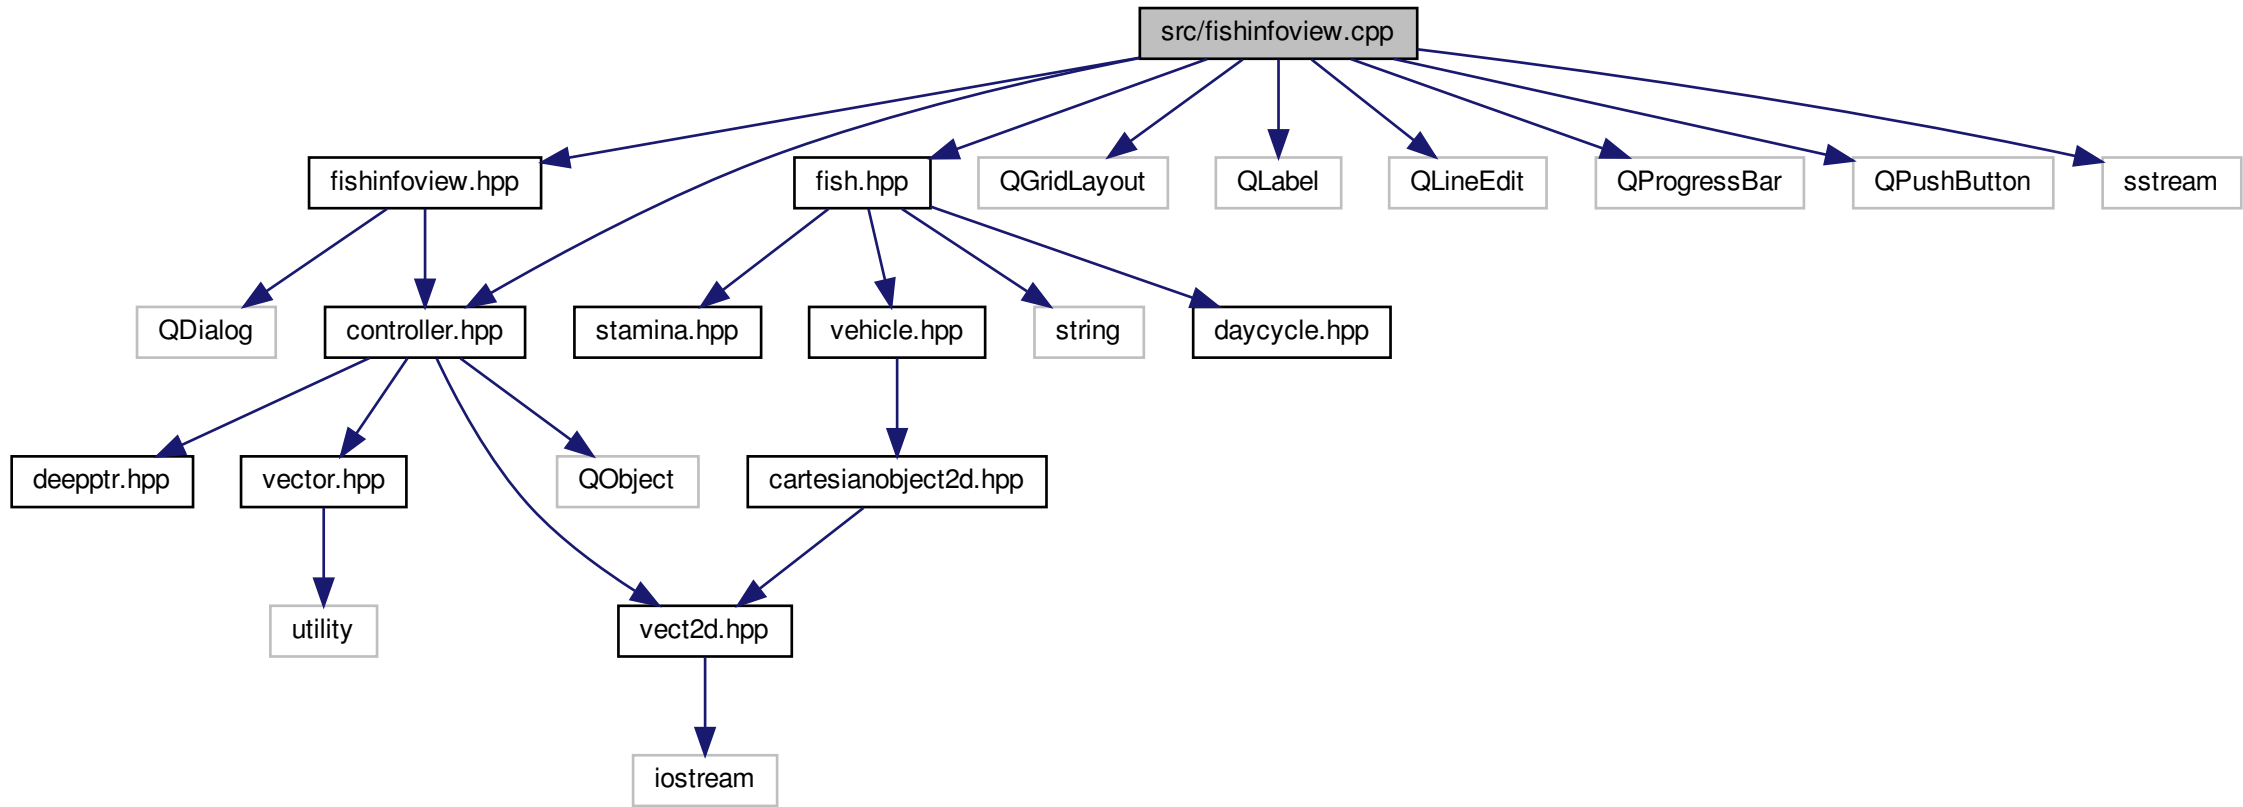 src/fishinfoview.cpp
fishinfoview.hpp
fish.hpp
QGridLayout
QLabel
QLineEdit
QProgressBar
QPushButton
sstream
QDialog
controller.hpp
stamina.hpp
vehicle.hpp
string
daycycle.hpp
deepptr.hpp
vector.hpp
QObject
cartesianobject2d.hpp
utility
vect2d.hpp
iostream